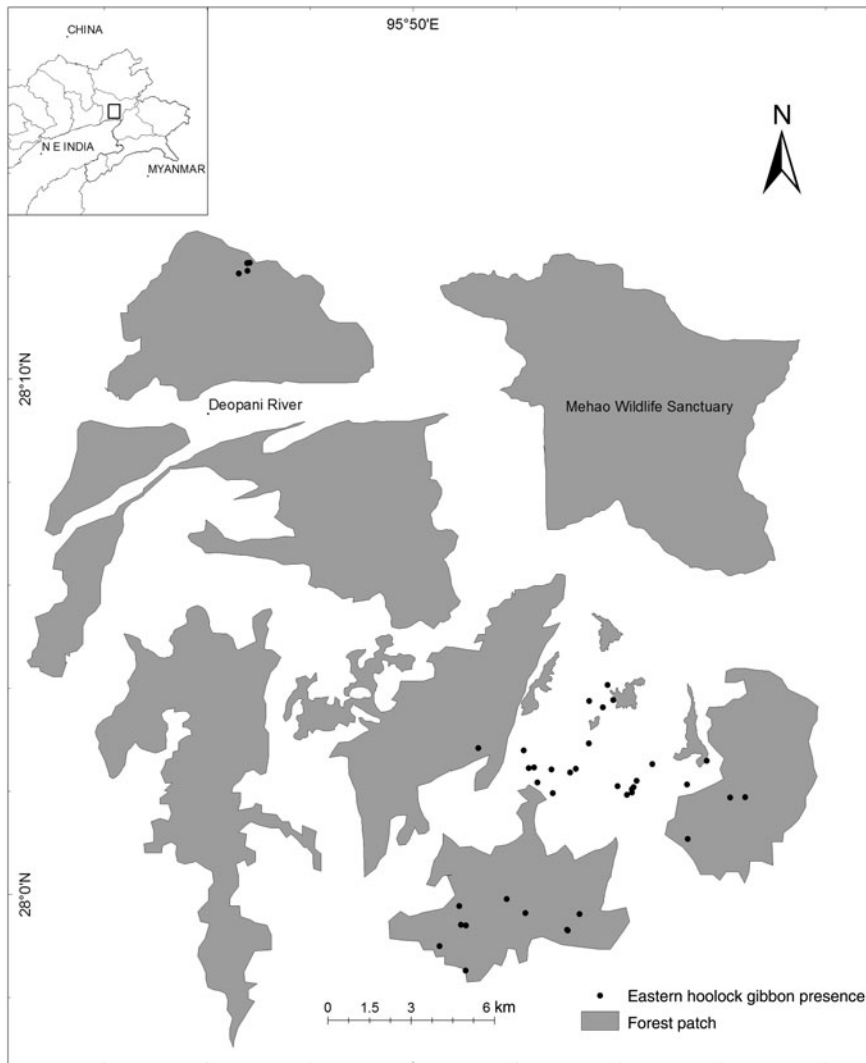 95°50'E
CHINA
N E INDIA
MYANMAR
N
28°10'N
Deopani River
Mehao Wildlife Sanctuary
28°0'N
Eastern hoolock gibbon presence
Forest patch
0 1.5 3 6 km